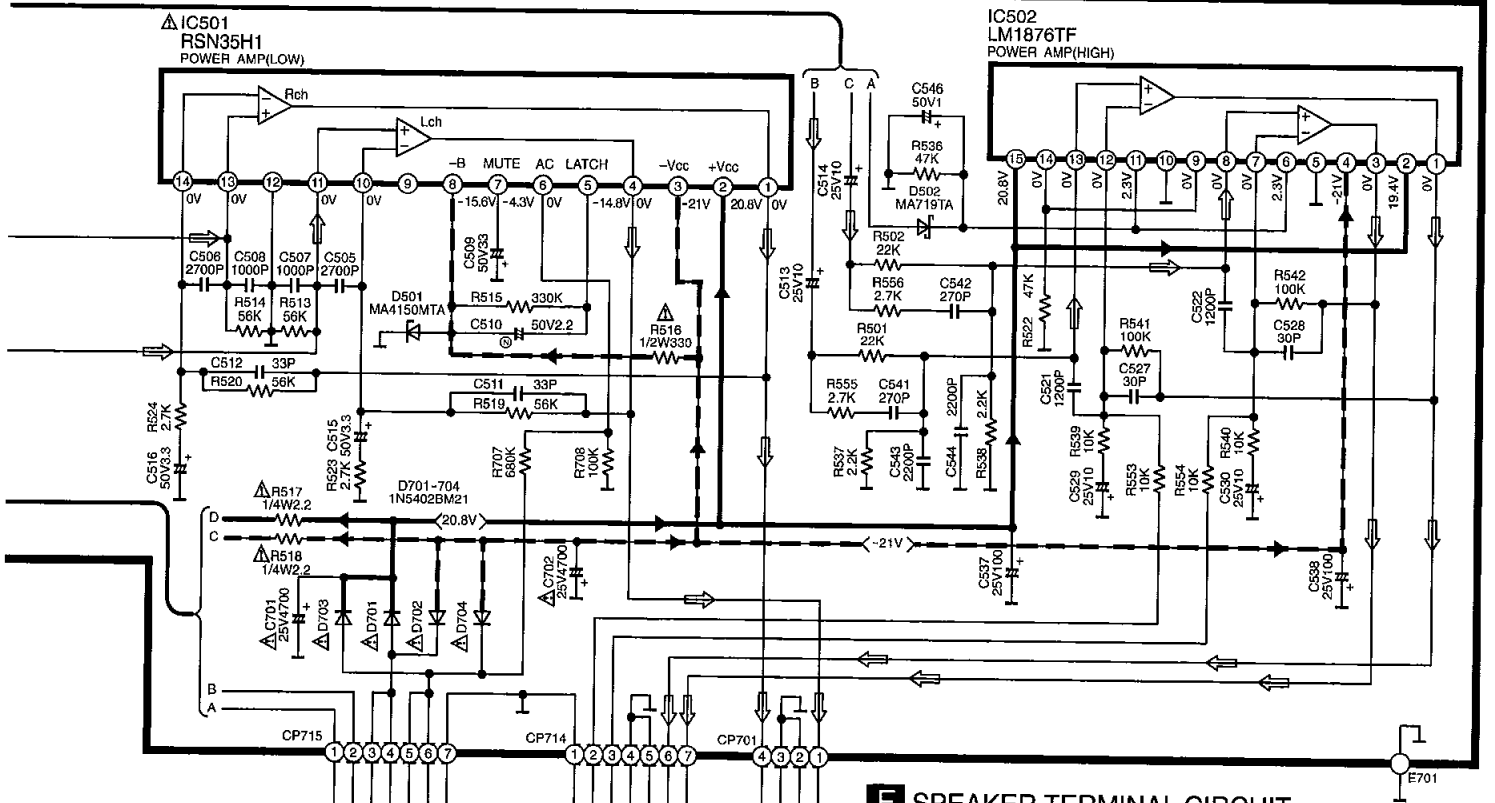 IC501
RSN35H1
POWER AMP(LOW)
Rch
Lch
-B MUTE AC LATCH -Vcc +Vcc
14 13 12 11 10 9 8 7 6 5 4 3 2 1
0V 0V 0V 0V -15.6V -4.3V 0V -14.8V 0V -21V 20.8V 0V
B C A
C546
50V1
R536
47K
D502
MA719TA
C514
25V10
C513
25V10
IC502
LM1876TF
POWER AMP(HIGH)
15 14 13 12 11 10 9 8 7 6 5 4 3 2 1
20.8V 0V 0V 0V 2.3V 0V 0V 0V 2.3V -21V 0V 19.4V 0V
C506
2700P
C508
1000P
C507
1000P
C505
2700P
R514
56K
R513
56K
C509
50V33
D501
MA4150MTA
R515 330K
C510 50V2.2
N
R516
1/2W330
R502
22K
R556
2.7K
C542
270P
R501
22K
R555
2.7K
C541
270P
R522 47K
C522
1200P
R542
100K
C528
30P
R541
100K
C527
30P
C521
1200P
C512 33P
R520 56K
C511 33P
R519 56K
R524
2.7K
C516
50V3.3
C515
50V3.3
R523
2.7K
R707
680K
R708
100K
R537
2.2K
C543
2200P
C544 2200P
R538 2.2K
R539
10K
C529
25V10
R553
10K
R554
10K
R540
10K
C530
25V10
R517
1/4W2.2
D701-704
1N5402BM21
D
20.8V
C
-21V
R518
1/4W2.2
C701
25V4700
D703
D701
D702
D704
C702
25V4700
C537
25V100
C538
25V100
B
A
CP715
1 2 3 4 5 6 7
CP714
1 2 3 4 5 6 7
CP701
4 3 2 1
E701
E SPEAKER TERMINAL CIRCUIT